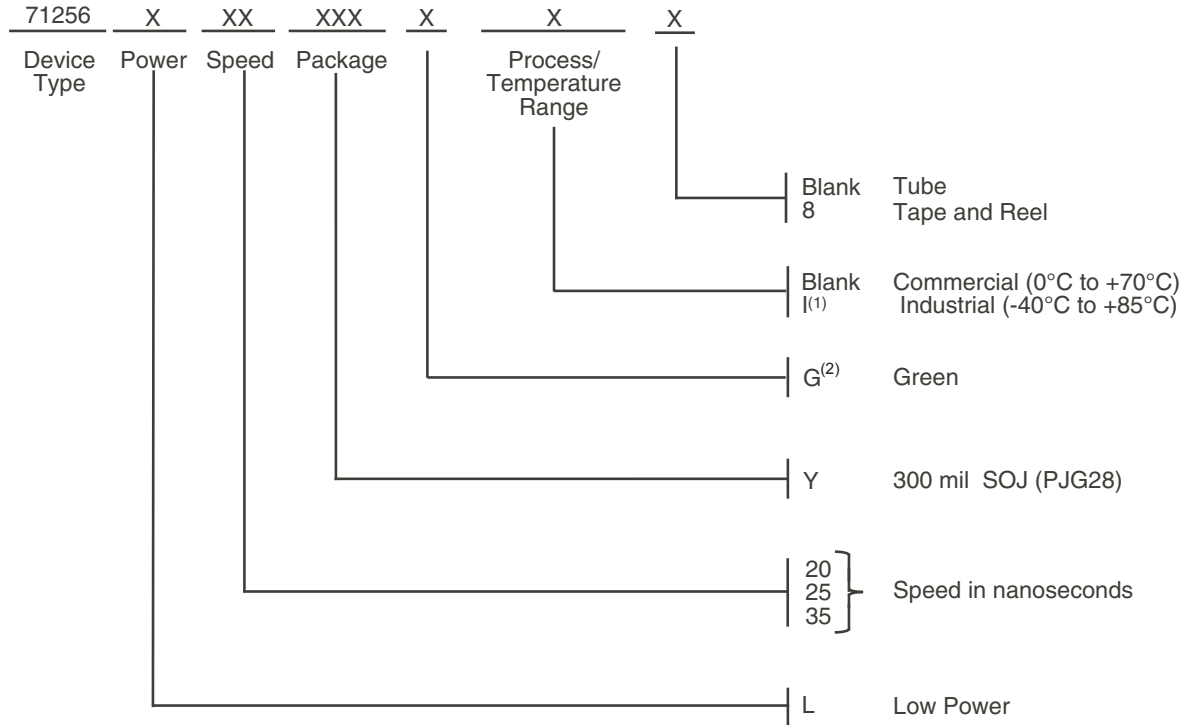 71256 X XX XXX X X X
Device Type
Power
Speed
Package
Process/
Temperature
Range
Blank Tube
8 Tape and Reel
Blank Commercial (0°C to +70°C)
I(1) Industrial (-40°C to +85°C)
G(2) Green
Y 300 mil SOJ (PJG28)
20
25 Speed in nanoseconds
35
L Low Power